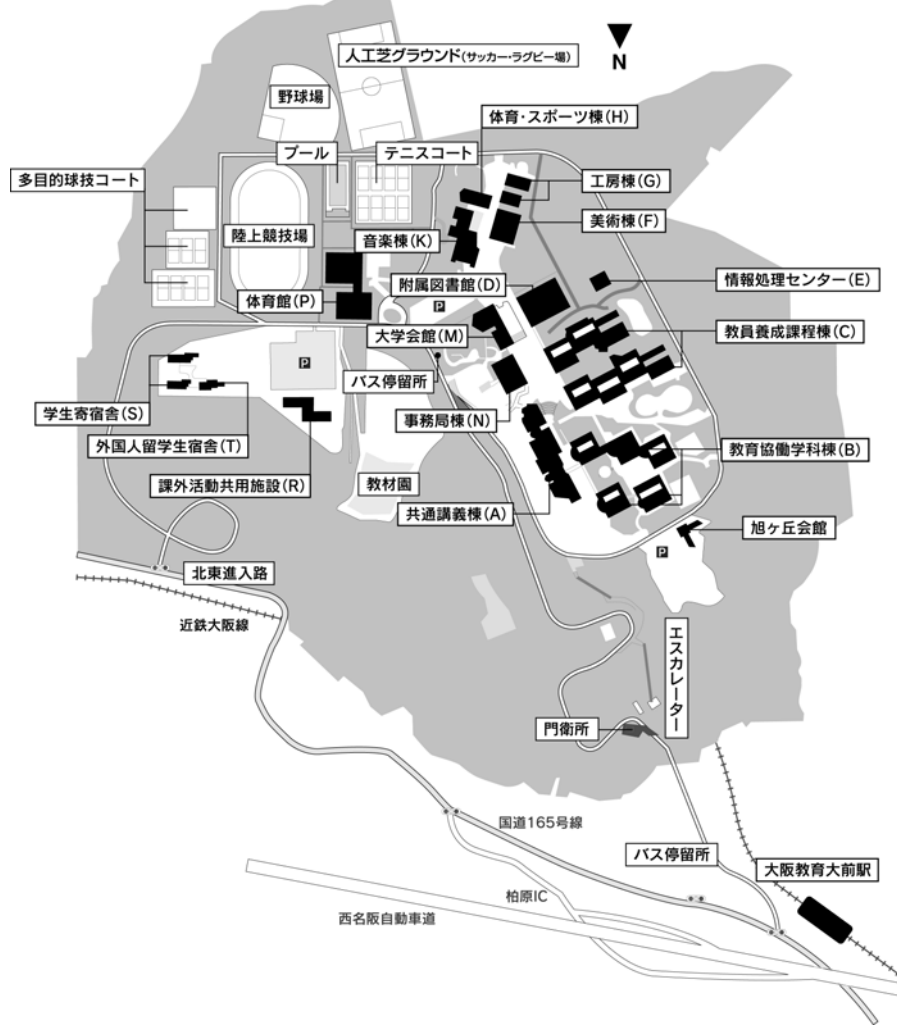 人工芝グラウンド(サッカー・ラグビー場)
N
野球場
体育・スポーツ棟(H)
プール
テニスコート
多目的球技コート
工房棟(G)
美術棟(F)
陸上競技場
音楽棟(K)
附属図書館(D)
情報処理センター(E)
体育館(P)
P
大学会館(M)
教員養成課程棟(C)
P
バス停留所
学生寄宿舎(S)
事務局棟(N)
外国人留学生宿舎(T)
教育協働学科棟(B)
課外活動共用施設(R)
教材園
共通講義棟(A)
旭ヶ丘会館
P
北東進入路
近鉄大阪線
エスカレーター
門衛所
国道165号線
バス停留所
大阪教育大前駅
柏原IC
西名阪自動車道